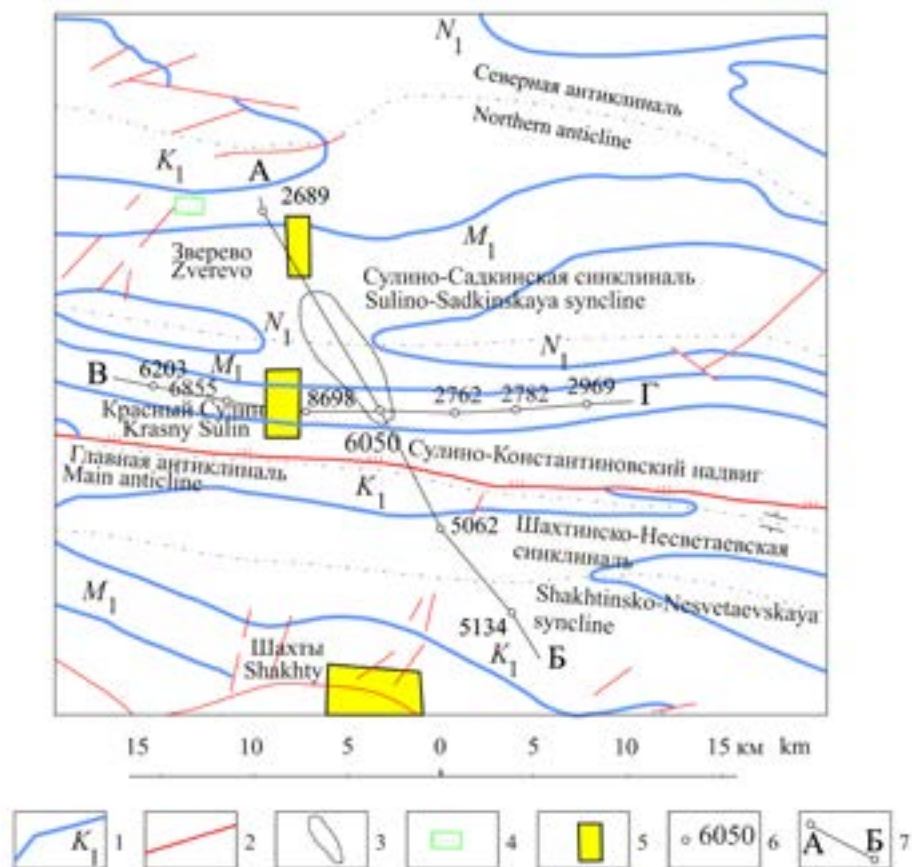 N₁
Северная антиклиналь
Northern anticline
K₁
А
2689
M₁
Зверево
Zverevo
Сулино-Садкинская синклиналь
Sulino-Sadkinskaya syncline
N₁
N₁
В
6203
M₁
6855
8698
2762
2782
2969
Г
Красный Сулин
Krasny Sulin
6050
Сулино-Константиновский надвиг
Главная антиклиналь
Main anticline
K₁
5062
Шахтинско-Несветаевская
синклиналь
Shakhtinsko-Nesvetaevskaya
syncline
M₁
5134
K₁
Б
Шахты
Shakhty
15 10 5 0 5 10 15 км km
K₁ 1 2 3 4 5 6050 6 А Б 7